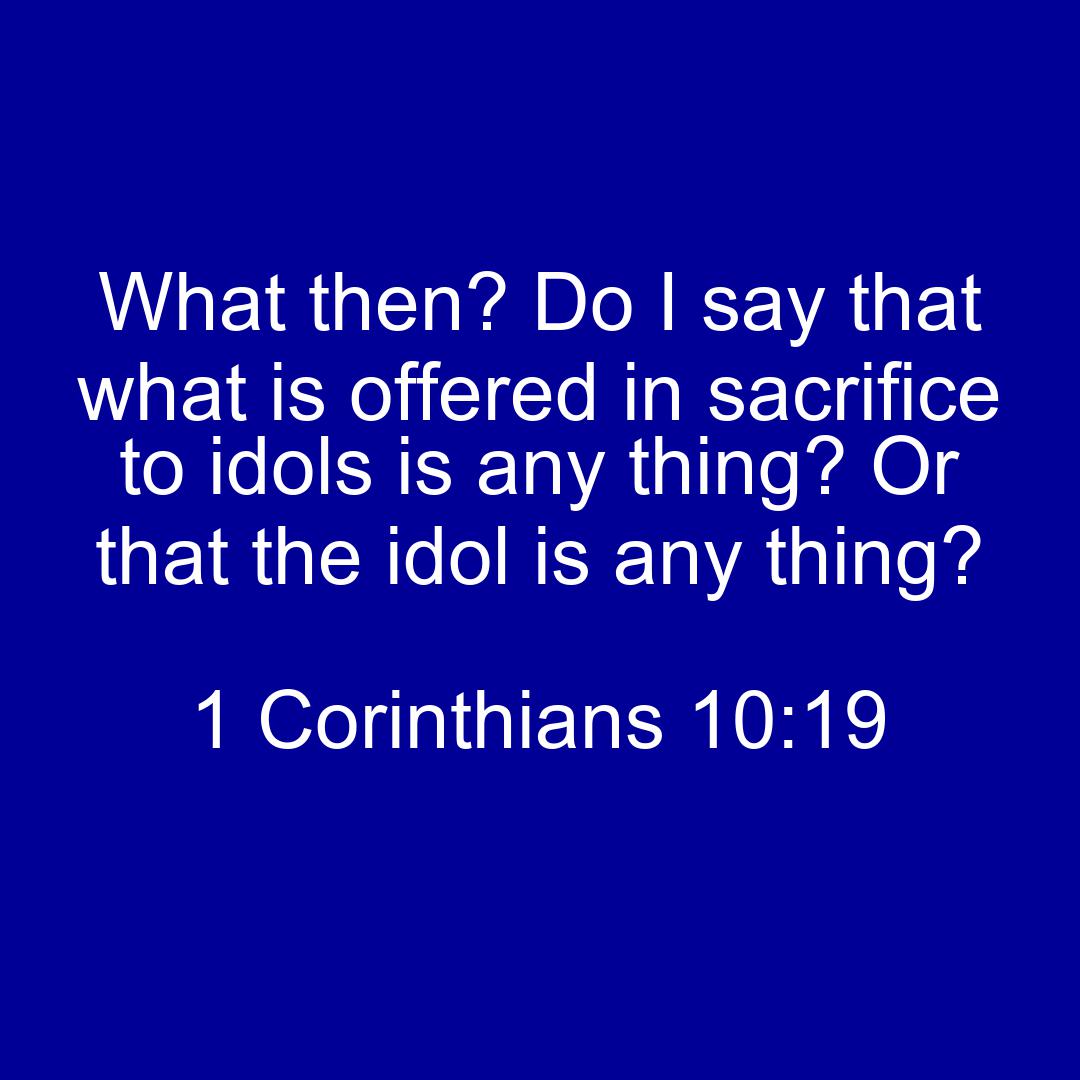 What then? Do I say that
what is offered in sacrifice
to idols is any thing? Or
that the idol is any thing?
1 Corinthians 10:19